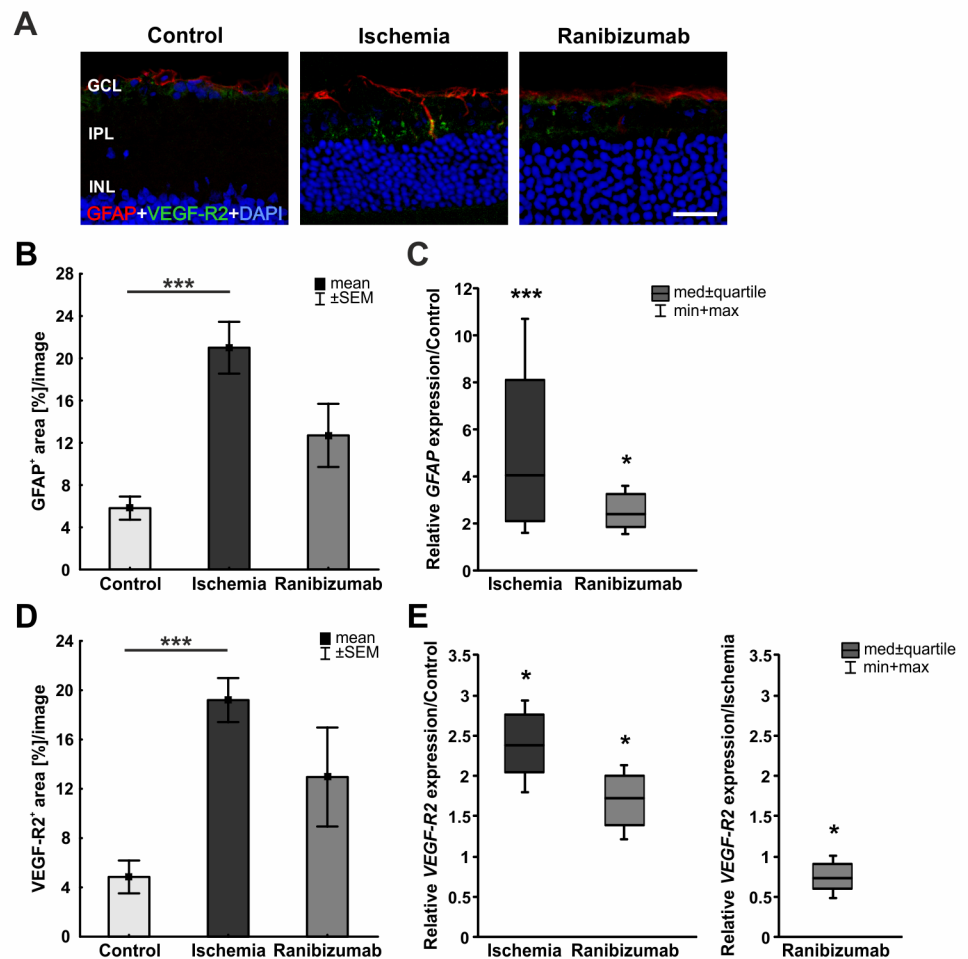 A
Control
Ischemia
Ranibizumab
GCL
IPL
INL
GFAP+VEGF-R2+DAPI
B
GFAP⁺ area [%]/image
28
24
20
16
12
8
4
0
***
mean
±SEM
Control
Ischemia
Ranibizumab
C
Relative GFAP expression/Control
12
10
8
6
4
2
0
***
*
med±quartile
min+max
Ischemia
Ranibizumab
D
VEGF-R2⁺ area [%]/image
24
20
16
12
8
4
0
***
mean
±SEM
Control
Ischemia
Ranibizumab
E
Relative VEGF-R2 expression/Control
3.5
3
2.5
2
1.5
1
0.5
0
*
*
Ischemia
Ranibizumab
Relative VEGF-R2 expression/Ischemia
3.5
3
2.5
2
1.5
1
0.5
0
*
med±quartile
min+max
Ranibizumab